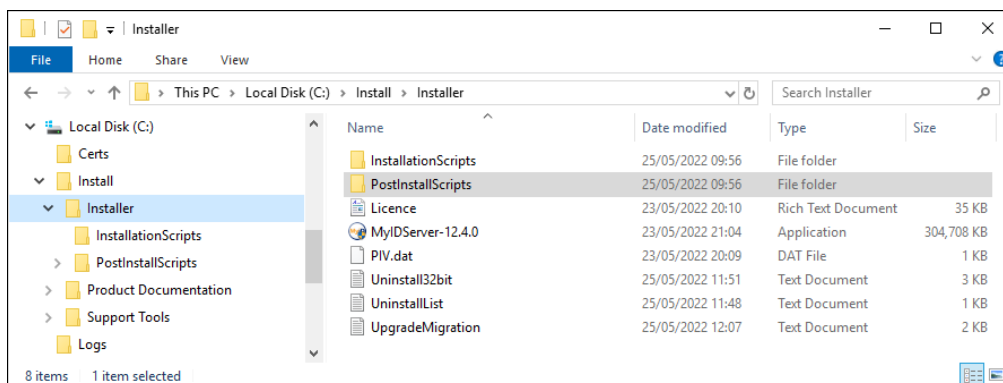 Installer
File Home Share View
This PC > Local Disk (C:) > Install > Installer
Search Installer
Local Disk (C:)
Certs
Install
Installer
InstallationScripts
PostInstallScripts
Product Documentation
Support Tools
Logs
Name Date modified Type Size
InstallationScripts 25/05/2022 09:56 File folder
PostInstallScripts 25/05/2022 09:56 File folder
Licence 23/05/2022 20:10 Rich Text Document 35 KB
MyIDServer-12.4.0 23/05/2022 21:04 Application 304,708 KB
PIV.dat 23/05/2022 20:09 DAT File 1 KB
Uninstall32bit 25/05/2022 11:51 Text Document 3 KB
UninstallList 25/05/2022 11:48 Text Document 1 KB
UpgradeMigration 25/05/2022 12:07 Text Document 2 KB
8 items 1 item selected